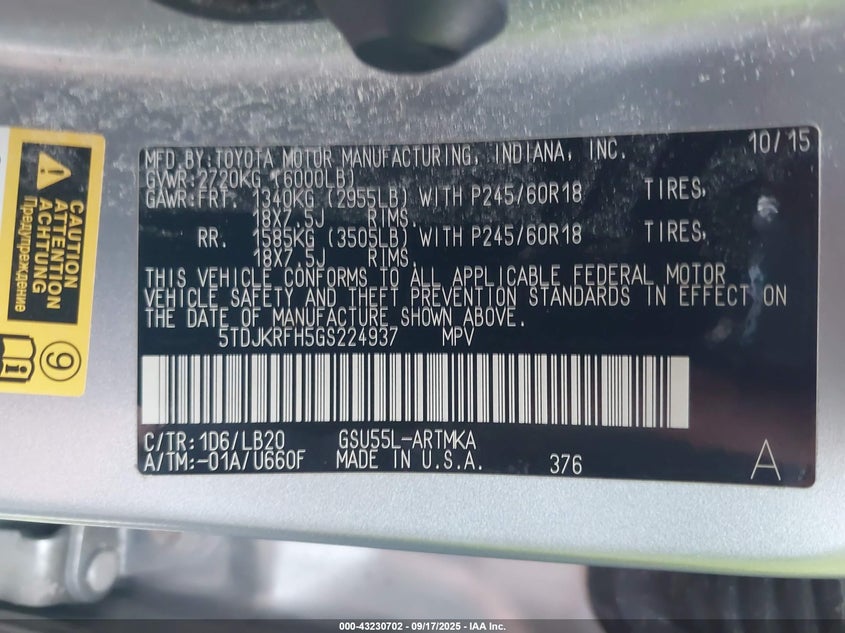 MFD.BY:TOYOTA MOTOR MANUFACTURING, INDIANA, INC. 10/15
GVWR:2720KG (6000LB)
GAWR:FRT. 1340KG (2955LB) WITH P245/60R18 TIRES,
18X7.5J RIMS.
RR. 1585KG (3505LB) WITH P245/60R18 TIRES,
18X7.5J RIMS.
THIS VEHICLE CONFORMS TO ALL APPLICABLE FEDERAL MOTOR
VEHICLE SAFETY AND THEFT PREVENTION STANDARDS IN EFFECT ON
THE DATE OF MANUFACTURE SHOWN ABOVE.
5TDJKRFH5GS224937 MPV
C/TR:1D6/LB20 GSU55L-ARTMKA
A/TM:-01A/U660F MADE IN U.S.A. 376 A
CAUTION
ATTENTION
ACHTUNG
Предупреждение
9
000-43230702 - 09/17/2025 - IAA Inc.